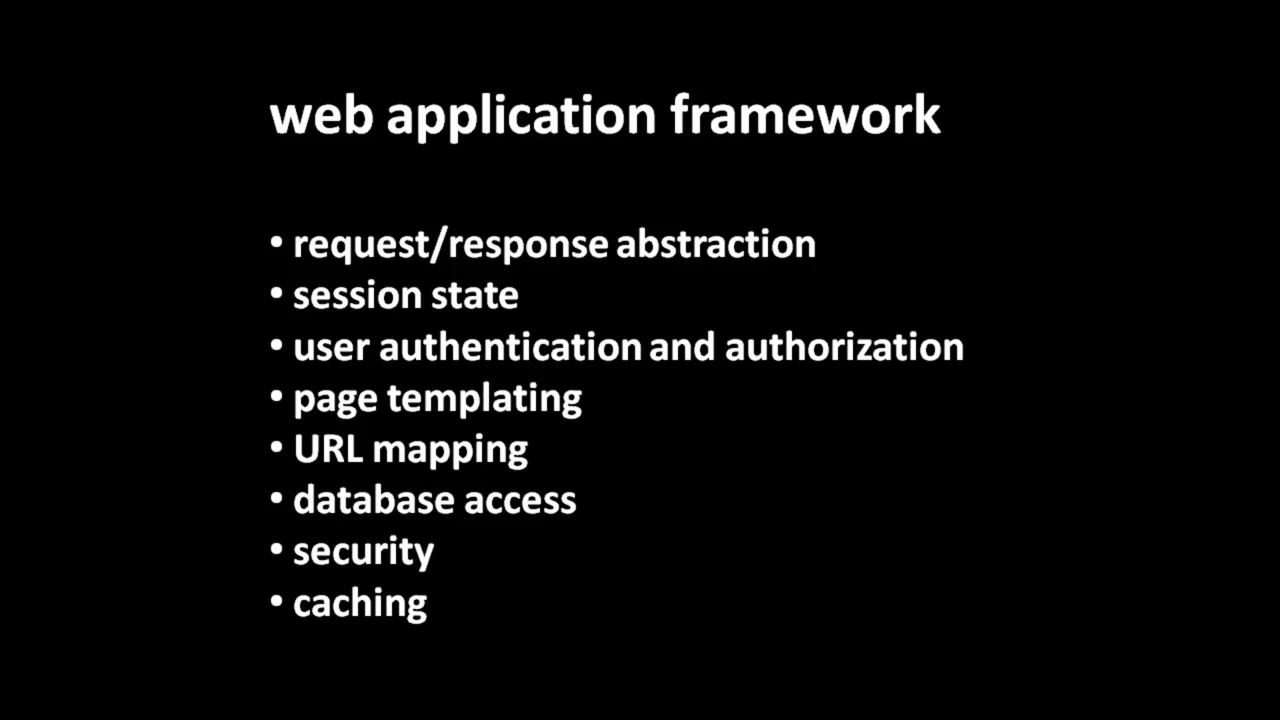 web application framework
• request/response abstraction
• session state
• user authentication and authorization
• page templating
• URL mapping
• database access
• security
• caching